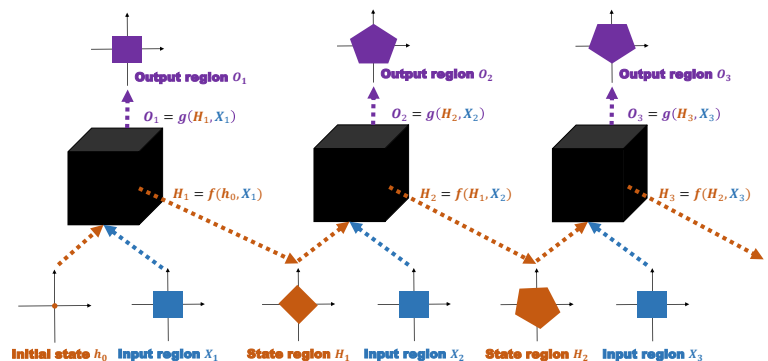 Output region O₁
Output region O₂
Output region O₃
O₁ = g(H₁, X₁)
O₂ = g(H₂, X₂)
O₃ = g(H₃, X₃)
H₁ = f(h₀, X₁)
H₂ = f(H₁, X₂)
H₃ = f(H₂, X₃)
Initial state h₀
Input region X₁
State region H₁
Input region X₂
State region H₂
Input region X₃